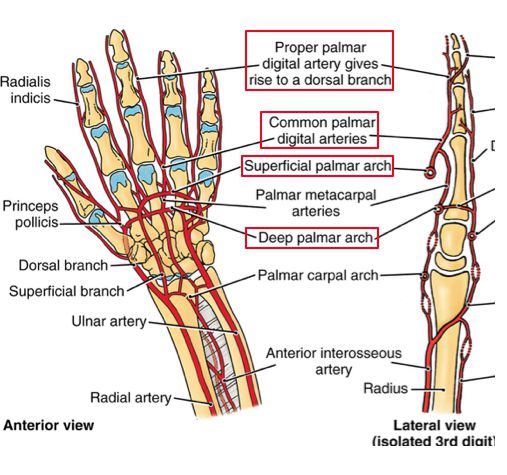 Proper palmar
digital artery gives
rise to a dorsal branch
Radialis
indicis
Common palmar
digital arteries
Superficial palmar arch
Palmar metacarpal
arteries
Princeps
pollicis
Deep palmar arch
Dorsal branch
Superficial branch
Palmar carpal arch
Ulnar artery
Anterior interosseous
artery
Radius
Radial artery
Anterior view
Lateral view
(isolated 3rd digit)